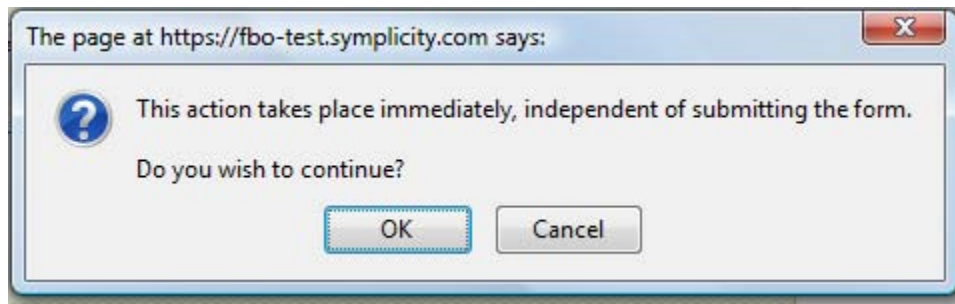 The page at https://fbo-test.symplicity.com says:
This action takes place immediately, independent of submitting the form.
Do you wish to continue?
OK
Cancel